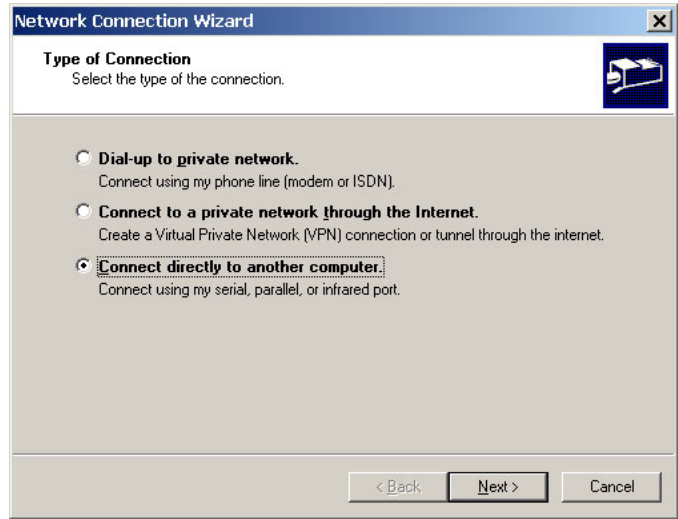 Network Connection Wizard
Type of Connection
Select the type of the connection.
Dial-up to private network.
Connect using my phone line (modem or ISDN).
Connect to a private network through the Internet.
Create a Virtual Private Network (VPN) connection or tunnel through the internet.
Connect directly to another computer.
Connect using my serial, parallel, or infrared port.
< Back Next > Cancel